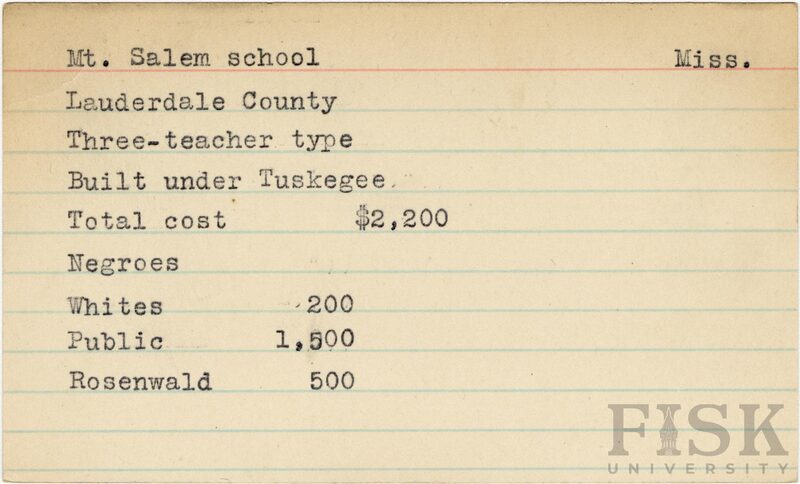 Mt. Salem school Miss.
Lauderdale County
Three-teacher type
Built under Tuskegee.
Total cost $2,200
Negroes
Whites 200
Public 1,500
Rosenwald 500
FISK
UNIVERSITY